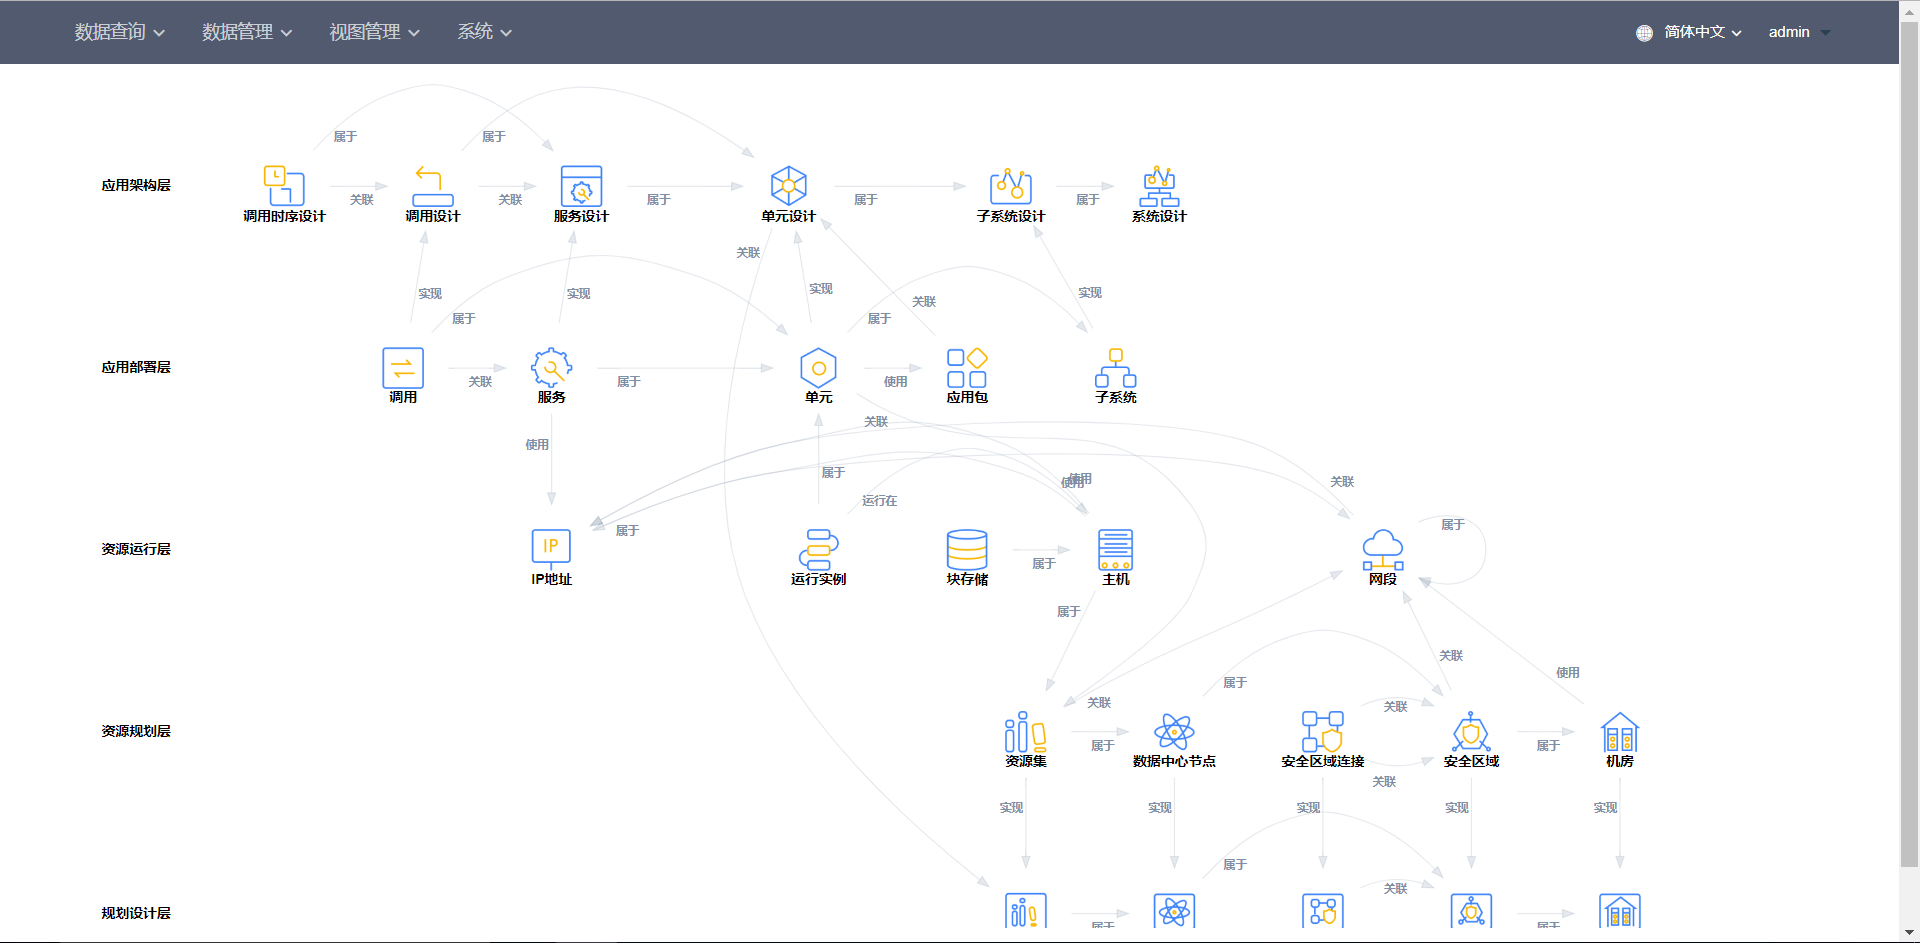 数据查询
数据管理
视图管理
系统
简体中文
admin
属于
属于
应用架构层
关联
关联
属于
属于
属于
调用时序设计
调用设计
服务设计
单元设计
子系统设计
系统设计
关联
实现
实现
实现
关联
实现
属于
属于
应用部署层
关联
属于
使用
调用
服务
单元
应用包
子系统
关联
使用
属于
使用
使用
关联
运行在
属于
属于
资源运行层
属于
IP
IP地址
运行实例
块存储
主机
网段
属于
关联
使用
属于
关联
关联
资源规划层
属于
属于
资源集
数据中心节点
安全区域连接
安全区域
机房
关联
实现
实现
实现
实现
实现
属于
关联
规划设计层
属于
属于